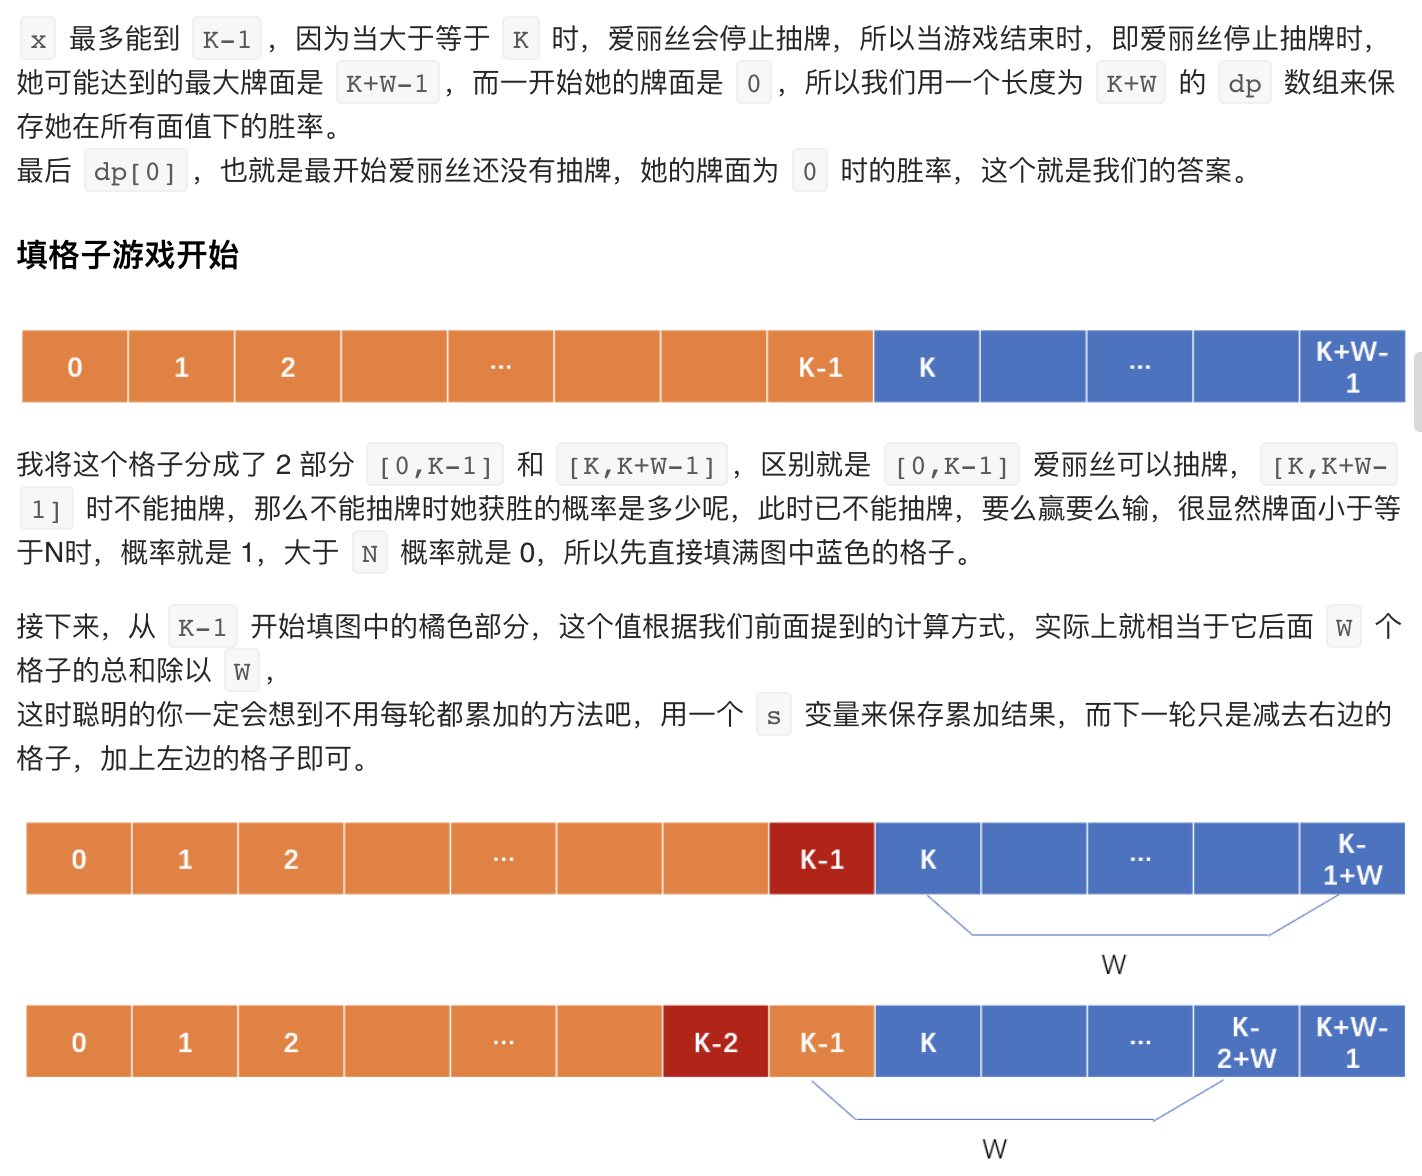 x 最多能到 K-1，因为当大于等于 K 时，爱丽丝会停止抽牌，所以当游戏结束时，即爱丽丝停止抽牌时，
她可能达到的最大牌面是 K+W-1，而一开始她的牌面是 0，所以我们用一个长度为 K+W 的 dp 数组来保
存她在所有面值下的胜率。
最后 dp[0]，也就是最开始爱丽丝还没有抽牌，她的牌面为 0 时的胜率，这个就是我们的答案。
填格子游戏开始
0 1 2 ... K-1 K ... K+W-
1
我将这个格子分成了 2 部分 [0,K-1] 和 [K,K+W-1]，区别就是 [0,K-1] 爱丽丝可以抽牌，[K,K+W-
1] 时不能抽牌，那么不能抽牌时她获胜的概率是多少呢，此时已不能抽牌，要么赢要么输，很显然牌面小于等
于N时，概率就是 1，大于 N 概率就是 0，所以先直接填满图中蓝色的格子。
接下来，从 K-1 开始填图中的橘色部分，这个值根据我们前面提到的计算方式，实际上就相当于它后面 W 个
格子的总和除以 W，
这时聪明的你一定会想到不用每轮都累加的方法吧，用一个 s 变量来保存累加结果，而下一轮只是减去右边的
格子，加上左边的格子即可。
0 1 2 ... K-1 K ... K-
1+W
W
0 1 2 ... K-2 K-1 K ... K- K+W-
2+W 1
W